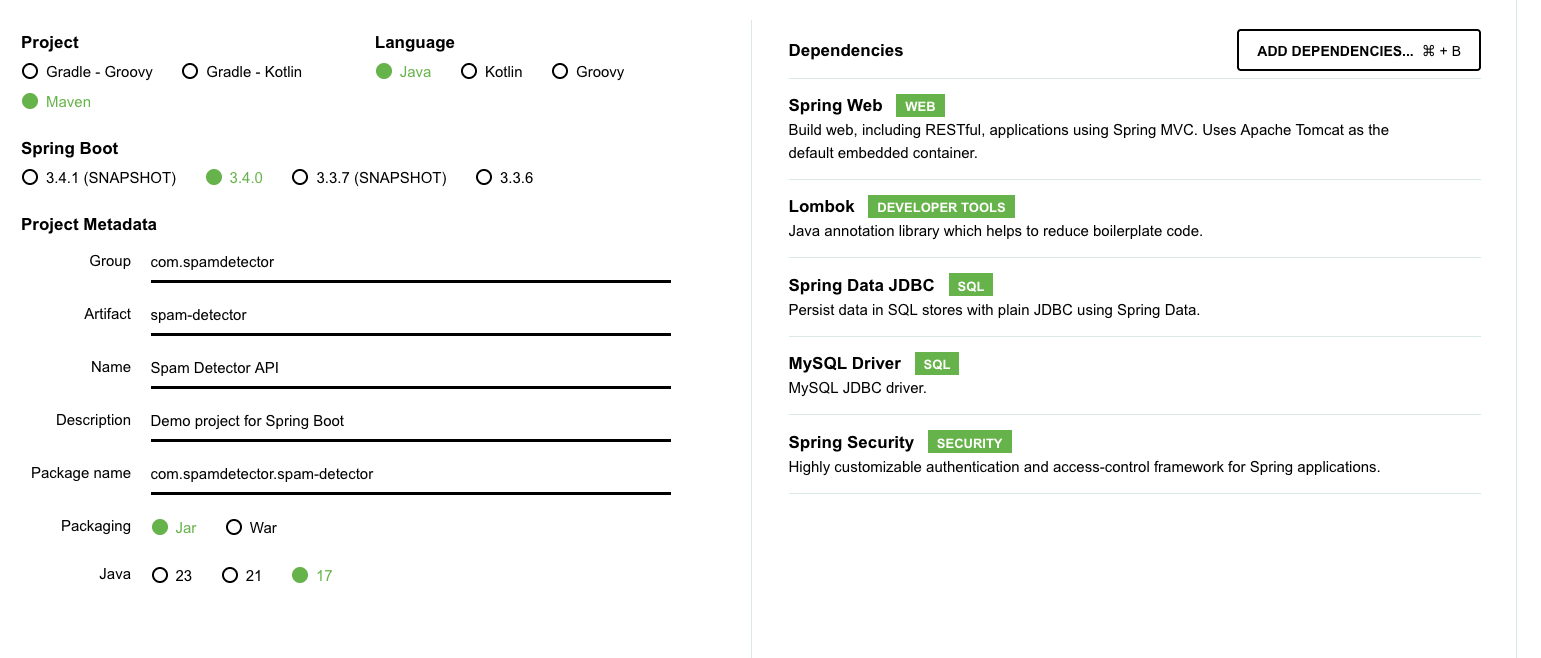 Project
Gradle - Groovy Gradle - Kotlin
Maven
Language
Java Kotlin Groovy
Spring Boot
3.4.1 (SNAPSHOT) 3.4.0 3.3.7 (SNAPSHOT) 3.3.6
Project Metadata
Group com.spamdetector
Artifact spam-detector
Name Spam Detector API
Description Demo project for Spring Boot
Package name com.spamdetector.spam-detector
Packaging Jar War
Java 23 21 17
Dependencies ADD DEPENDENCIES... ⌘ + B
Spring Web WEB
Build web, including RESTful, applications using Spring MVC. Uses Apache Tomcat as the
default embedded container.
Lombok DEVELOPER TOOLS
Java annotation library which helps to reduce boilerplate code.
Spring Data JDBC SQL
Persist data in SQL stores with plain JDBC using Spring Data.
MySQL Driver SQL
MySQL JDBC driver.
Spring Security SECURITY
Highly customizable authentication and access-control framework for Spring applications.